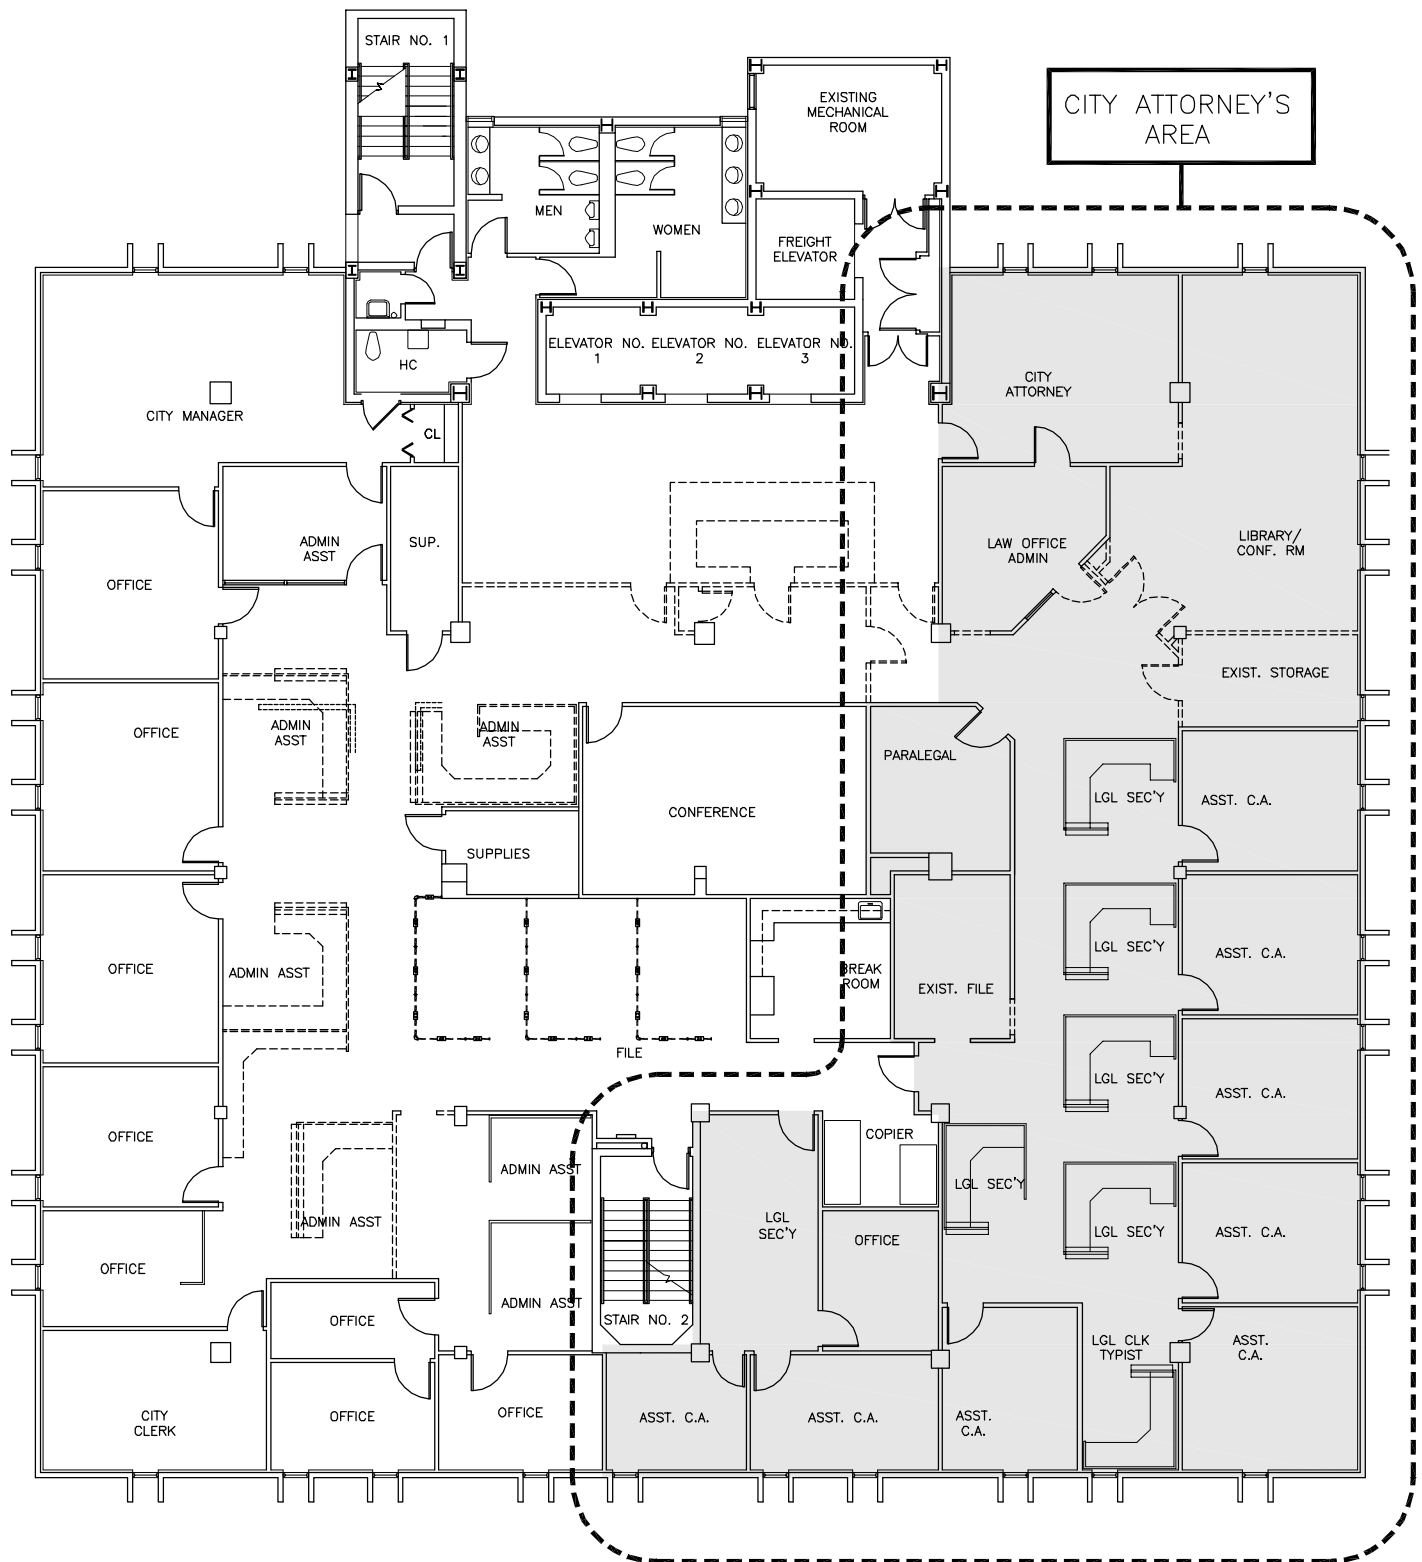 STAIR NO. 1
EXISTING
MECHANICAL
ROOM
CITY ATTORNEY'S
AREA
MEN
WOMEN
FREIGHT
ELEVATOR
ELEVATOR NO.
1
ELEVATOR NO.
2
ELEVATOR NO.
3
HC
CITY
ATTORNEY
CITY MANAGER
CL
ADMIN
ASST
SUP.
LAW OFFICE
ADMIN
LIBRARY/
CONF. RM
OFFICE
EXIST. STORAGE
OFFICE
ADMIN
ASST
ADMIN
ASST
PARALEGAL
CONFERENCE
LGL SEC'Y
ASST. C.A.
SUPPLIES
OFFICE
ADMIN ASST
BREAK
ROOM
EXIST. FILE
LGL SEC'Y
ASST. C.A.
FILE
LGL SEC'Y
ASST. C.A.
OFFICE
COPIER
ADMIN ASST
LGL SEC'Y
ADMIN ASST
LGL
SEC'Y
OFFICE
LGL SEC'Y
ASST. C.A.
OFFICE
ADMIN ASST
OFFICE
STAIR NO. 2
LGL CLK
TYPIST
ASST.
C.A.
CITY
CLERK
OFFICE
OFFICE
ASST. C.A.
ASST. C.A.
ASST.
C.A.